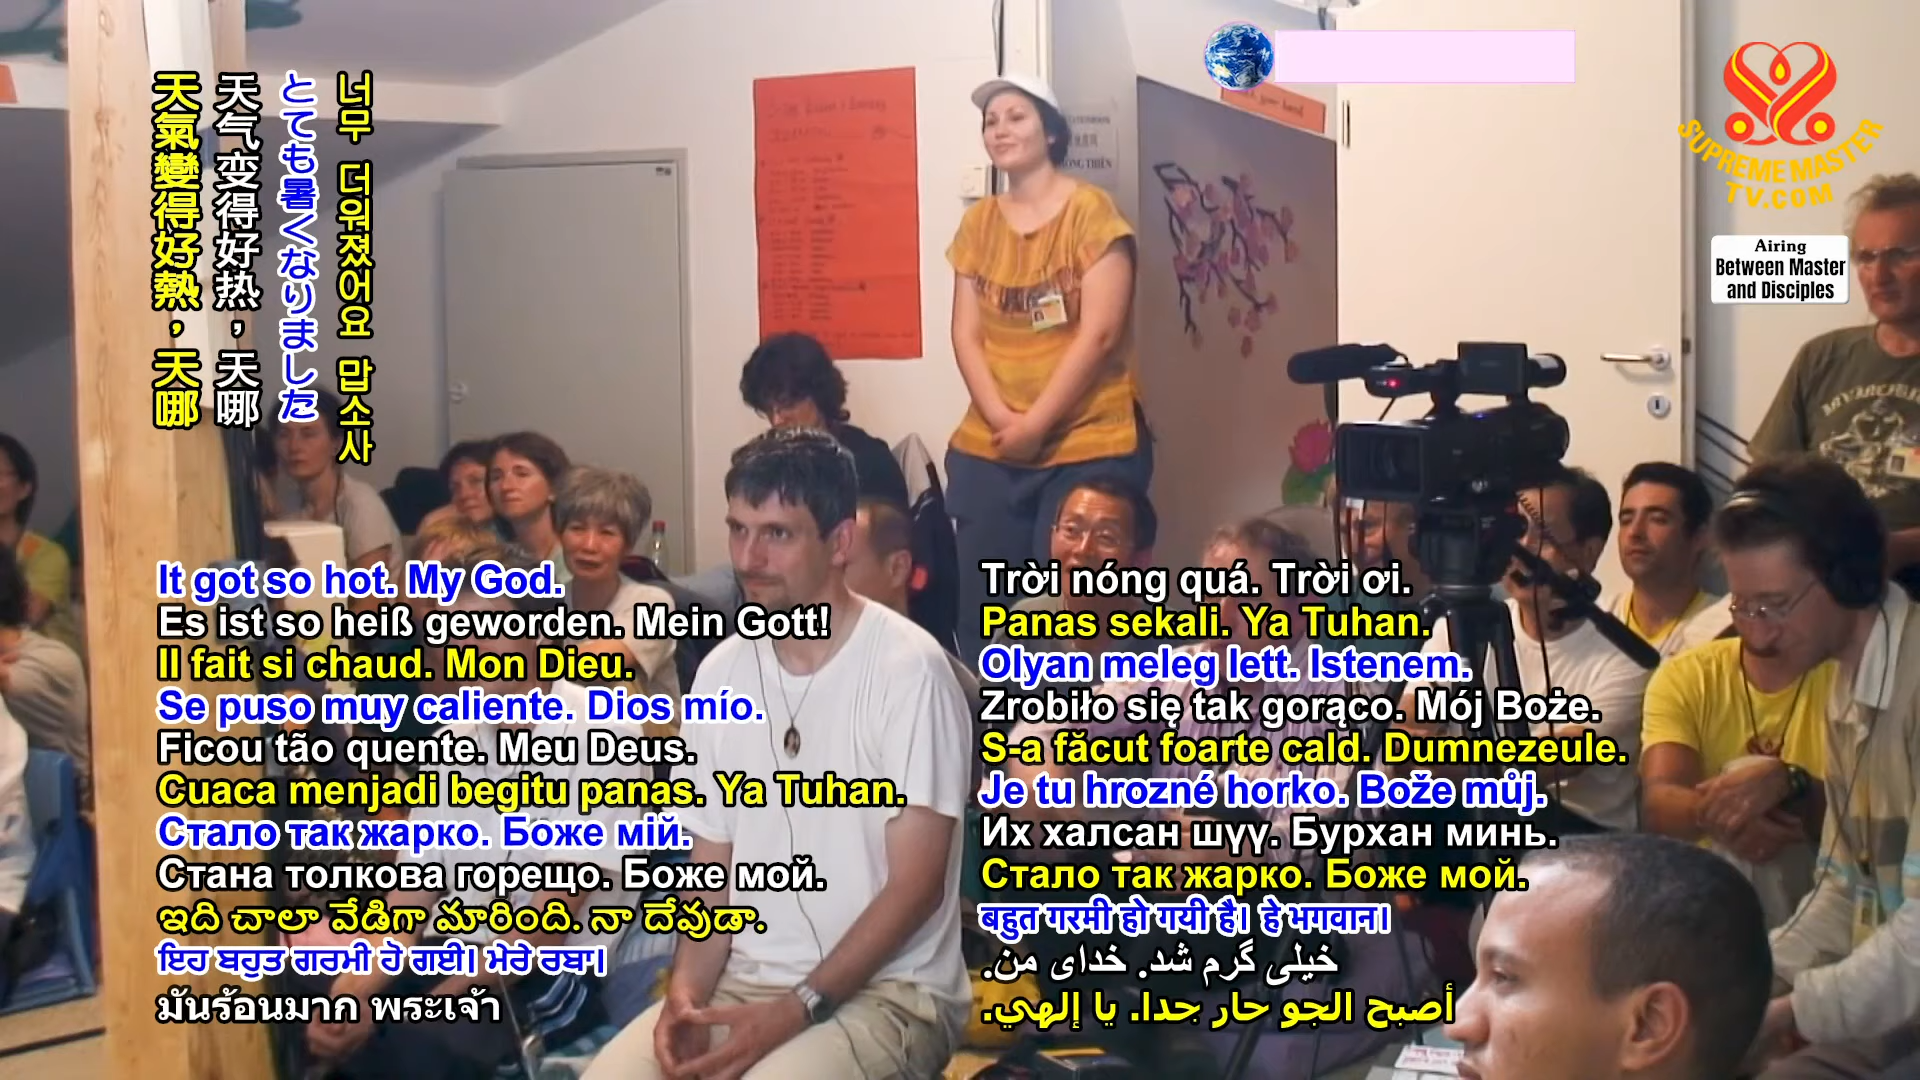 天氣變得好熱，天哪
天气变得好热，天哪
とても暑くなりました
너무 더워졌어요 맙소사
SUPREME MASTER
TV.COM
Airing
Between Master
and Disciples
It got so hot. My God.
Es ist so heiß geworden. Mein Gott!
Il fait si chaud. Mon Dieu.
Se puso muy caliente. Dios mío.
Ficou tão quente. Meu Deus.
Cuaca menjadi begitu panas. Ya Tuhan.
Стало так жарко. Боже мій.
Стана толкова горещо. Боже мой.
ఇది చాలా వేడిగా మారింది. నా దేవుడా.
ਇਹ ਬਹੁਤ ਗਰਮੀ ਹੋ ਗਈ। ਮੇਰੇ ਰਬਾ।
มันร้อนมาก พระเจ้า
Trời nóng quá. Trời ơi.
Panas sekali. Ya Tuhan.
Olyan meleg lett. Istenem.
Zrobiło się tak gorąco. Mój Boże.
S-a făcut foarte cald. Dumnezeule.
Je tu hrozné horko. Bože můj.
Их халсан шүү. Бурхан минь.
Стало так жарко. Боже мой.
बहुत गरमी हो गयी है। हे भगवान।
خیلی گرم شد. خدای من.
أصبح الجو حار جدا. يا إلهي.